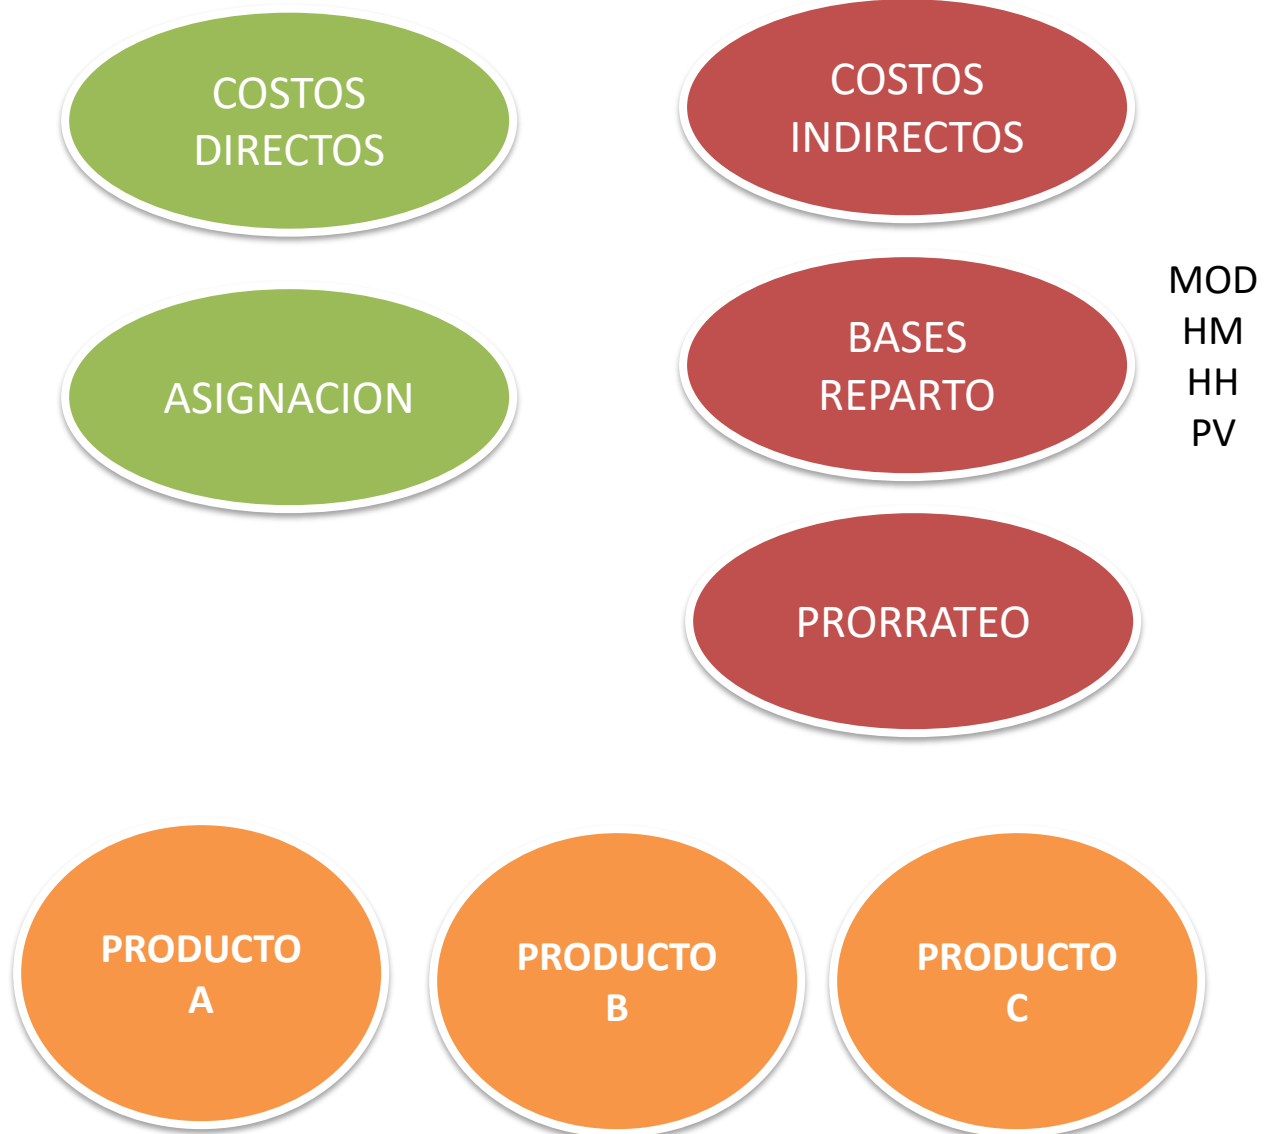 COSTOS
DIRECTOS
COSTOS
INDIRECTOS
ASIGNACION
BASES
REPARTO
MOD
HM
HH
PV
PRORRATEO
PRODUCTO
A
PRODUCTO
B
PRODUCTO
C